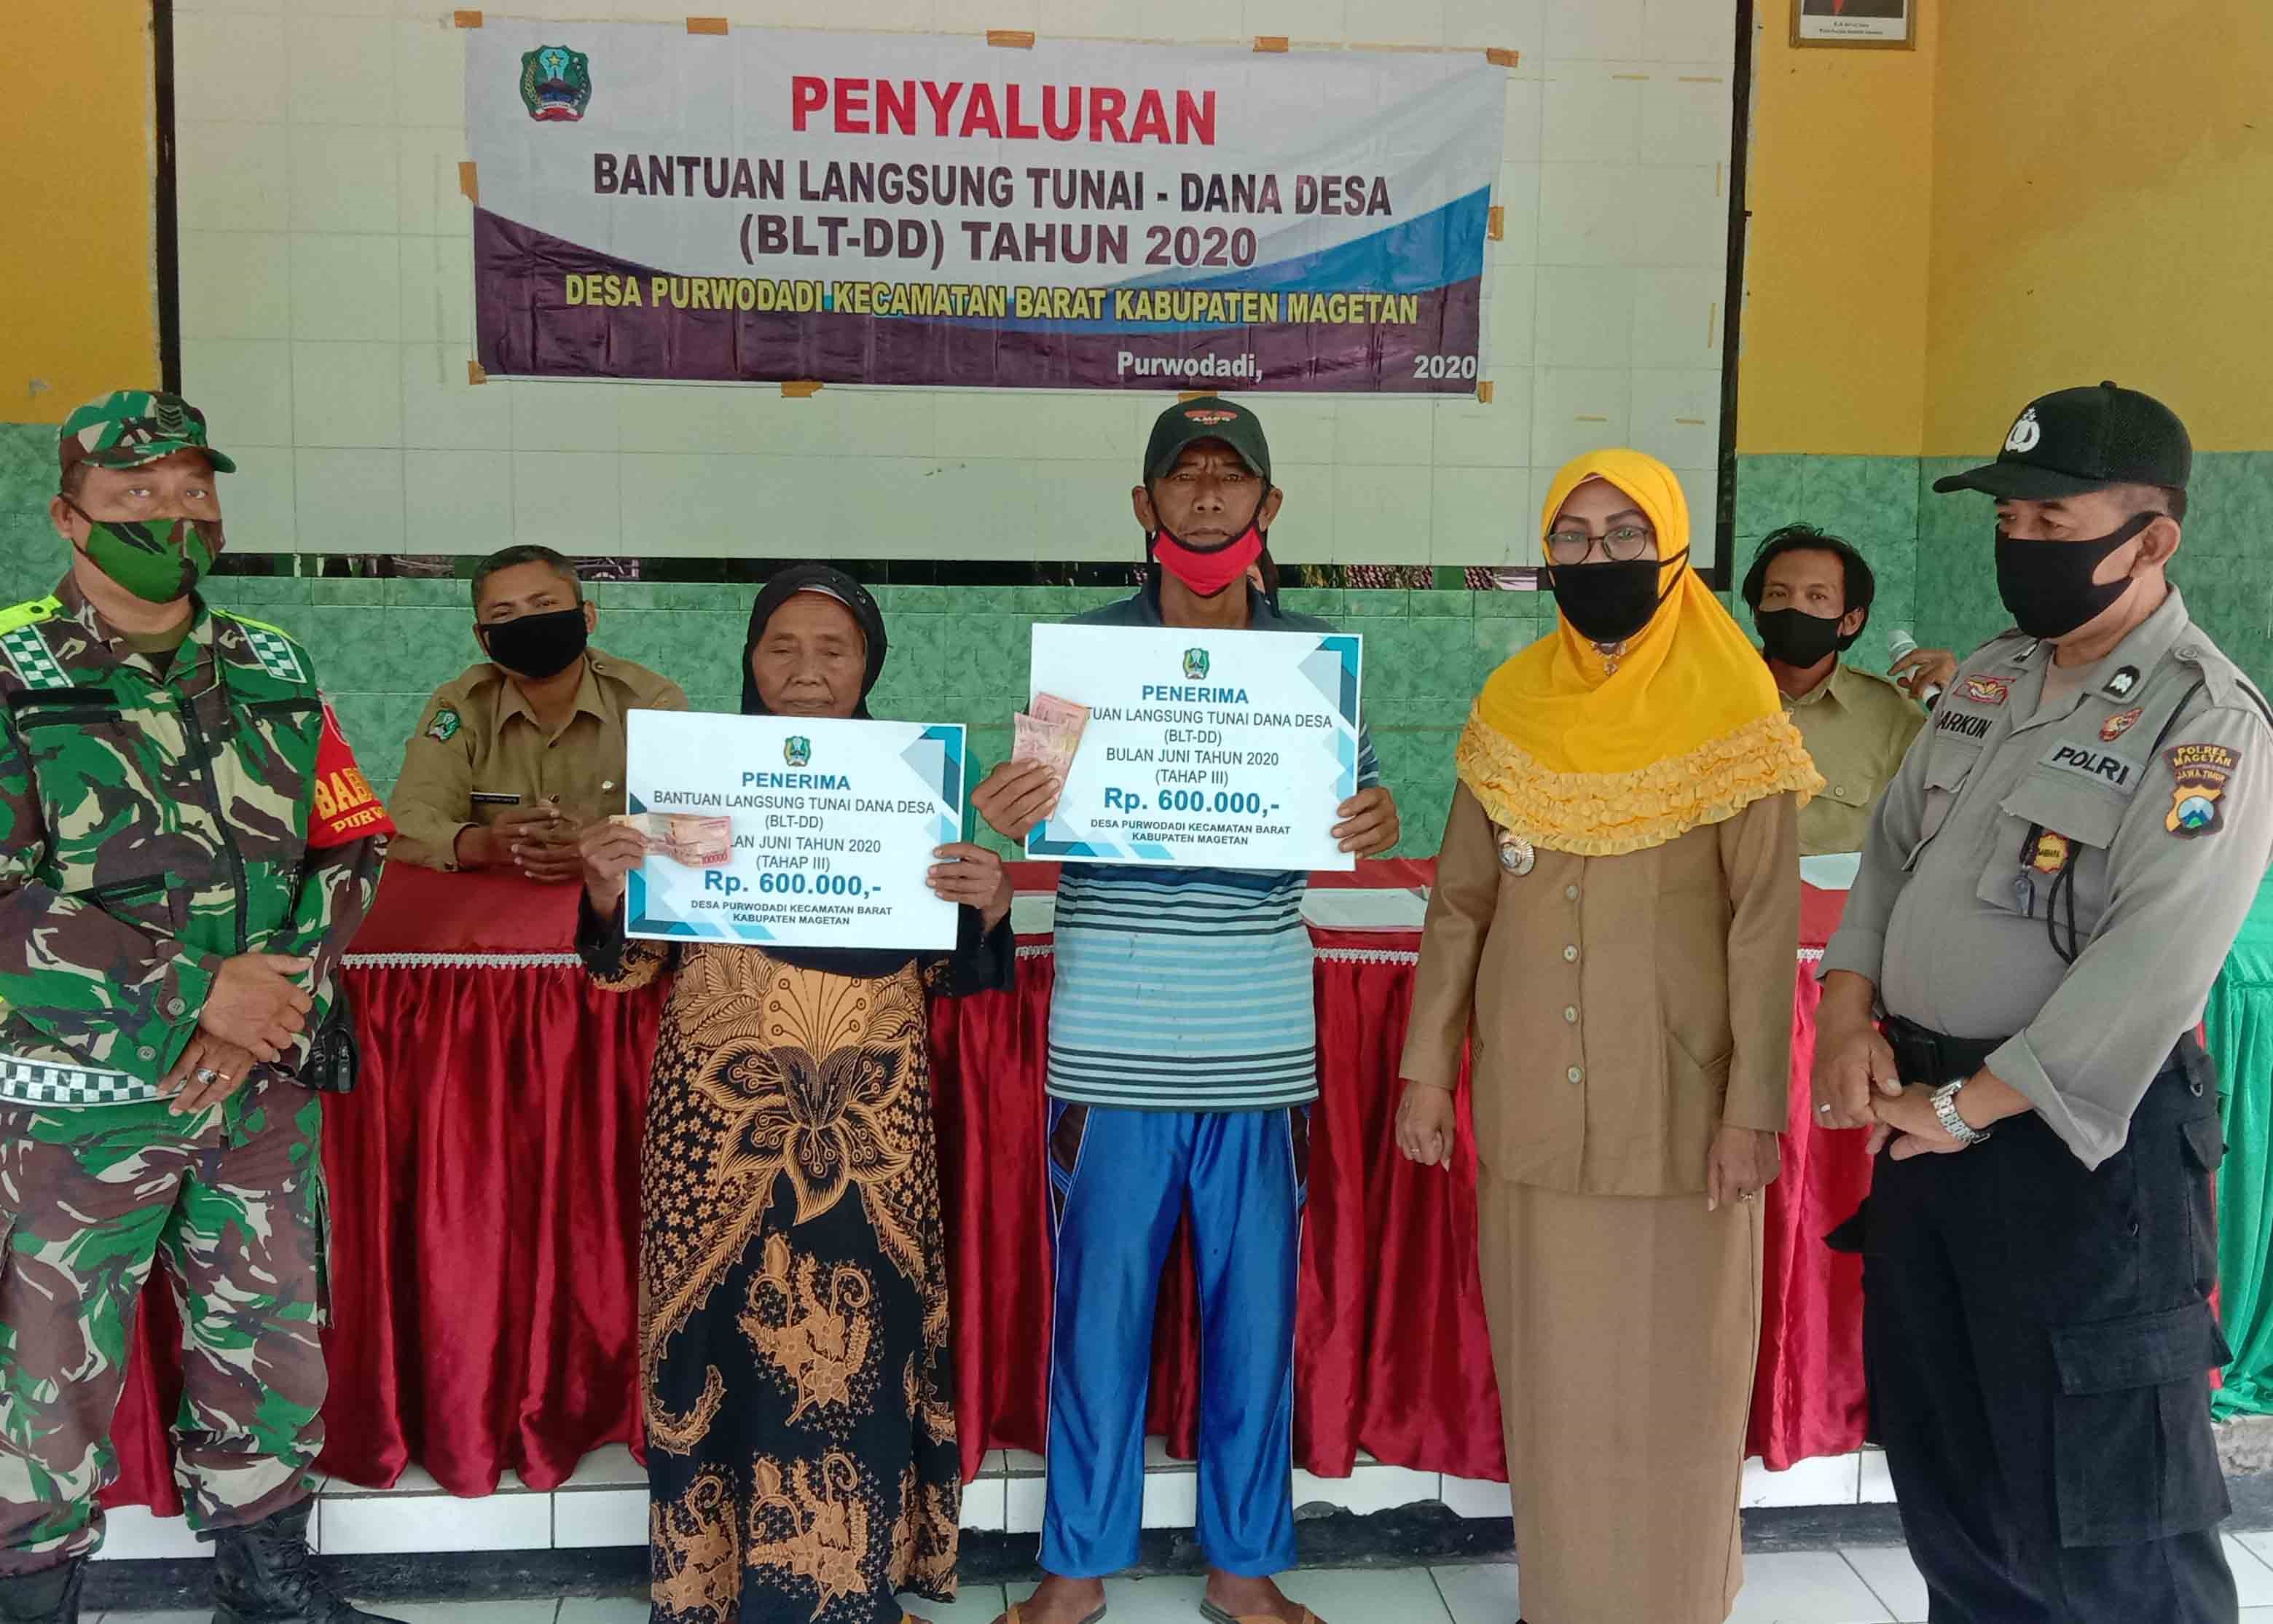 PENYALURAN
BANTUAN LANGSUNG TUNAI - DANA DESA
(BLT-DD) TAHUN 2020
DESA PURWODADI KECAMATAN BARAT KABUPATEN MAGETAN
Purwodadi, 2020
PENERIMA
TUAN LANGSUNG TUNAI DANA DESA
(BLT-DD)
BULAN JUNI TAHUN 2020
(TAHAP III)
Rp. 600.000,-
DESA PURWODADI KECAMATAN BARAT
KABUPATEN MAGETAN
PENERIMA
BANTUAN LANGSUNG TUNAI DANA DESA
(BLT-DD)
LAN JUNI TAHUN 2020
(TAHAP III)
Rp. 600.000,-
DESA PURWODADI KECAMATAN BARAT
KABUPATEN MAGETAN
100000
BAB
PURW
ARKUN
POLRI
POLRES
MAGETAN
JAWA TIMUR